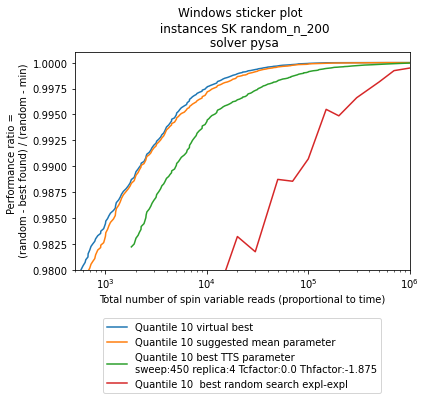 Windows sticker plot
instances SK random_n_200
solver pysa
Performance ratio =
(random - best found) / (random - min)
1.0000
0.9975
0.9950
0.9925
0.9900
0.9875
0.9850
0.9825
0.9800
10³
10⁴
10⁵
10⁶
Total number of spin variable reads (proportional to time)
Quantile 10 virtual best
Quantile 10 suggested mean parameter
Quantile 10 best TTS parameter
sweep:450 replica:4 Tcfactor:0.0 Thfactor:-1.875
Quantile 10  best random search expl-expl